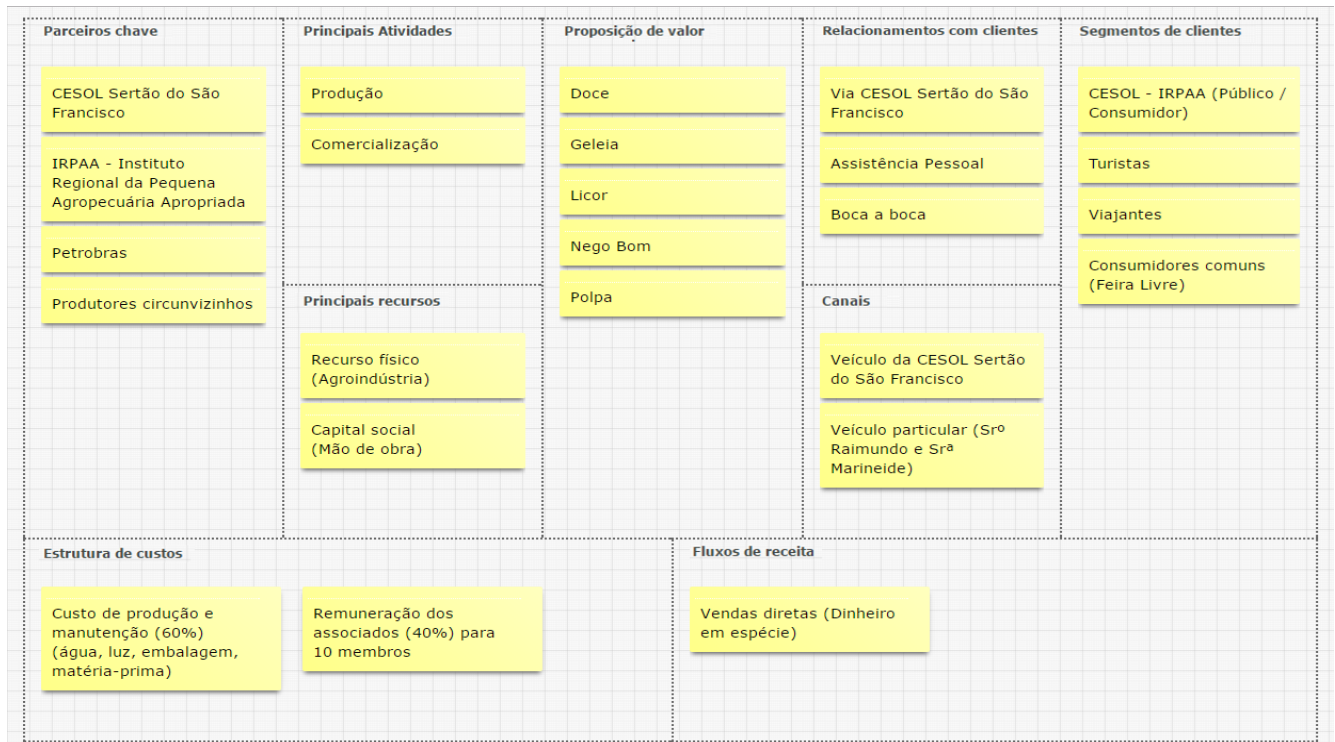 Parceiros chave
CESOL Sertão do São
Francisco
IRPAA - Instituto
Regional da Pequena
Agropecuária Apropriada
Petrobras
Produtores circunvizinhos
Principais Atividades
Produção
Comercialização
Principais recursos
Recurso físico
(Agroindústria)
Capital social
(Mão de obra)
Proposição de valor
Doce
Geleia
Licor
Nego Bom
Polpa
Relacionamentos com clientes
Via CESOL Sertão do São
Francisco
Assistência Pessoal
Boca a boca
Canais
Veículo da CESOL Sertão
do São Francisco
Veículo particular (Srº
Raimundo e Srª
Marineide)
Segmentos de clientes
CESOL - IRPAA (Público /
Consumidor)
Turistas
Viajantes
Consumidores comuns
(Feira Livre)
Estrutura de custos
Custo de produção e
manutenção (60%)
(água, luz, embalagem,
matéria-prima)
Remuneração dos
associados (40%) para
10 membros
Fluxos de receita
Vendas diretas (Dinheiro
em espécie)